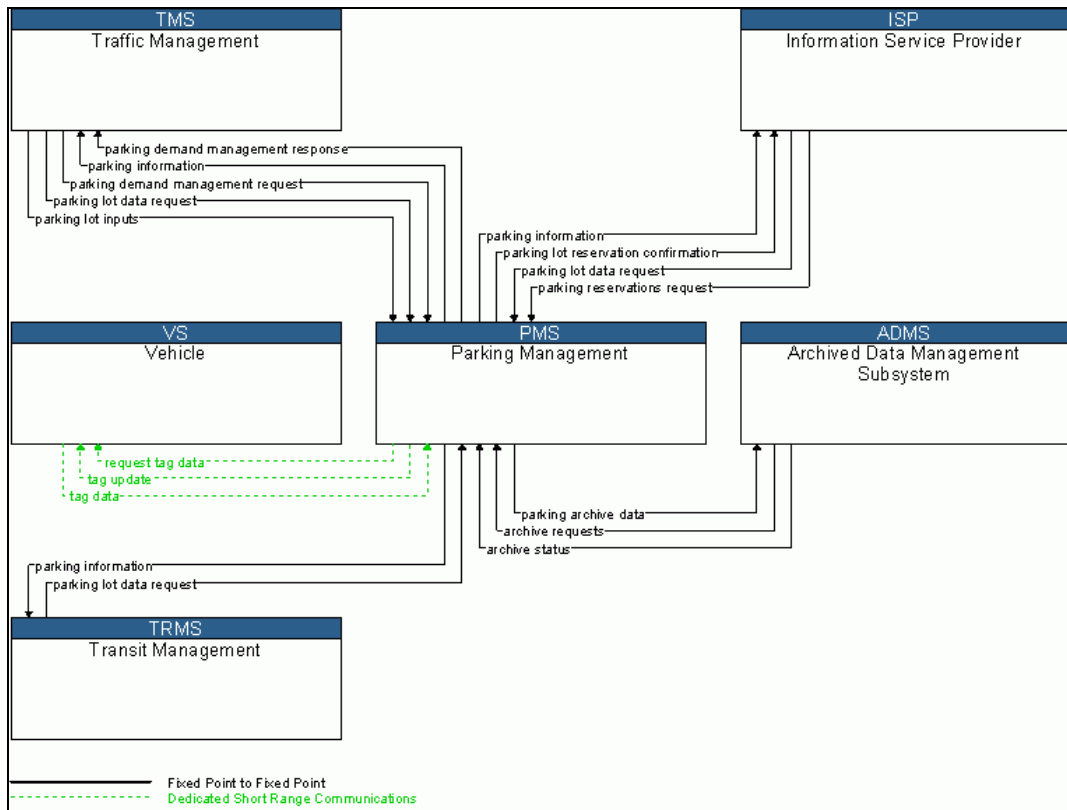 TMS
Traffic Management
ISP
Information Service Provider
parking demand management response
parking information
parking demand management request
parking lot data request
parking lot inputs
parking information
parking lot reservation confirmation
parking lot data request
parking reservations request
VS
Vehicle
PMS
Parking Management
ADMS
Archived Data Management
Subsystem
request tag data
tag update
tag data
parking archive data
archive requests
archive status
parking information
parking lot data request
TRMS
Transit Management
Fixed Point to Fixed Point
Dedicated Short Range Communications